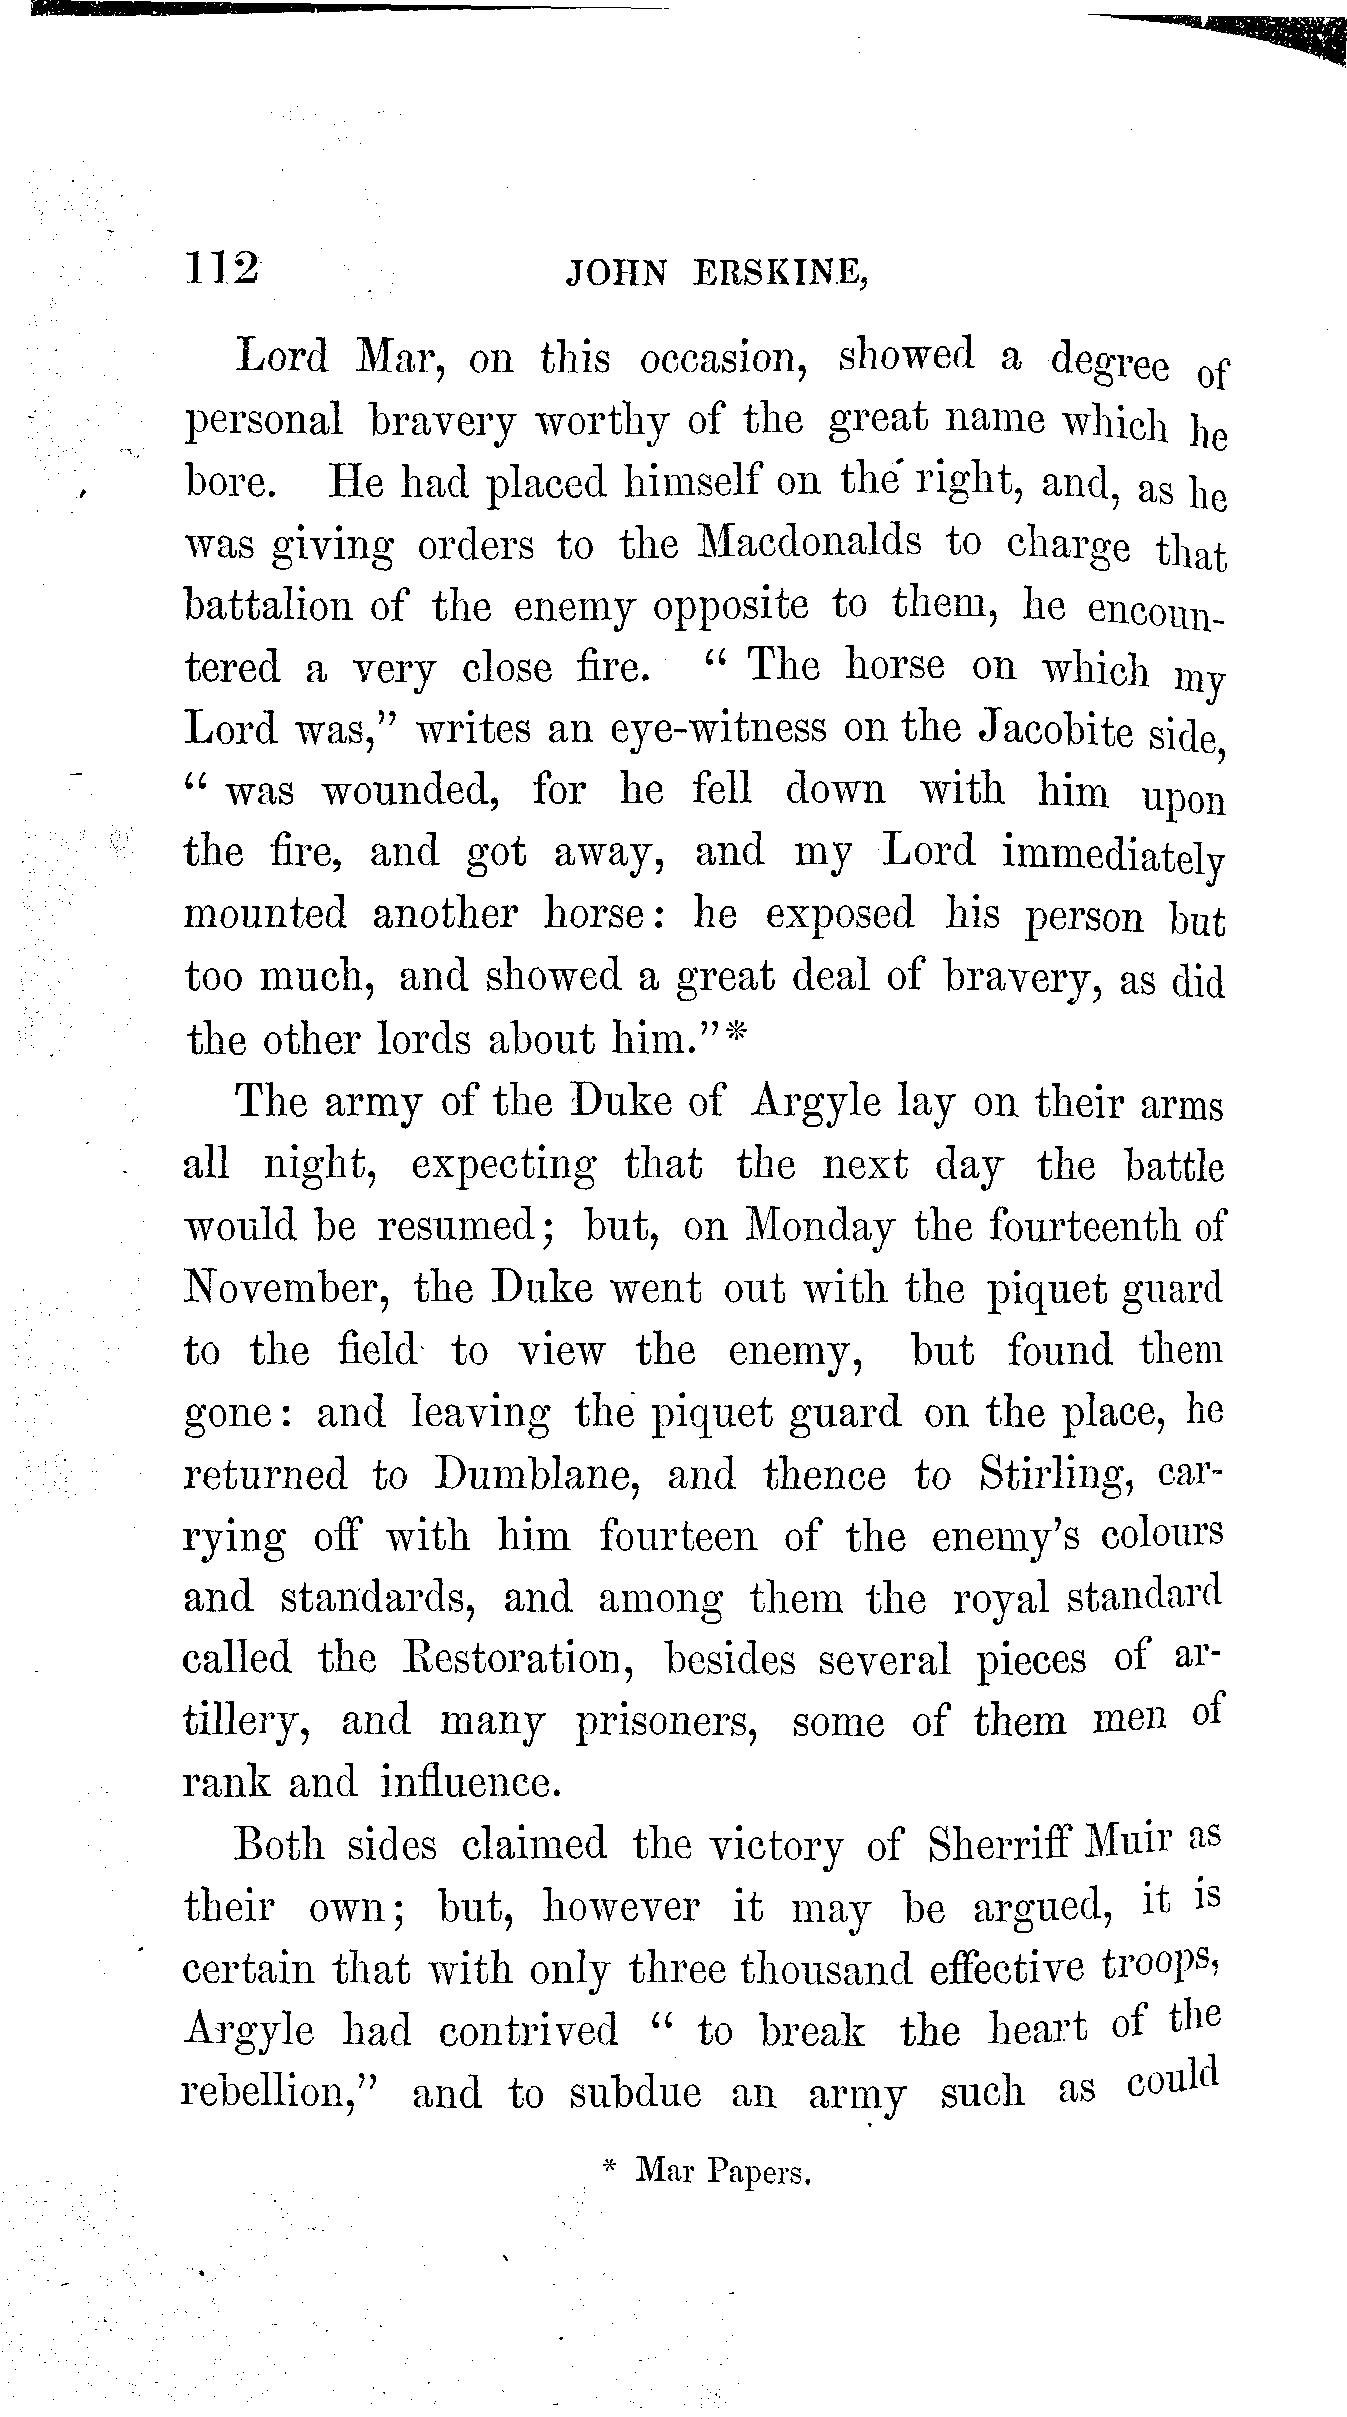 112 JOHN ERSKINE,
Lord Mar, on this occasion, showed a degree of
personal bravery worthy of the great name which he
bore. He had placed himself on the right, and, as he
was giving orders to the Macdonalds to charge that
battalion of the enemy opposite to them, he encoun-
tered a very close fire. “ The horse on which my
Lord was,” writes an eye-witness on the Jacobite side,
“ was wounded, for he fell down with him upon
the fire, and got away, and my Lord immediately
mounted another horse: he exposed his person but
too much, and showed a great deal of bravery, as did
the other lords about him.”*
The army of the Duke of Argyle lay on their arms
all night, expecting that the next day the battle
would be resumed; but, on Monday the fourteenth of
November, the Duke went out with the piquet guard
to the field to view the enemy, but found them
gone: and leaving the piquet guard on the place, he
returned to Dumblane, and thence to Stirling, car-
rying off with him fourteen of the enemy's colours
and standards, and among them the royal standard
called the Restoration, besides several pieces of ar-
tillery, and many prisoners, some of them men of
rank and influence.
Both sides claimed the victory of Sherriff Muir as
their own; but, however it may be argued, it is
certain that with only three thousand effective troops,
Argyle had contrived “ to break the heart of the
rebellion,” and to subdue an army such as could
* Mar Papers.